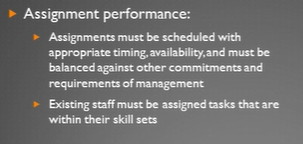 Assignment performance:
Assignments must be scheduled with
appropriate timing, availability, and must be
balanced against other commitments and
requirements of management
Existing staff must be assigned tasks that are
within their skill sets